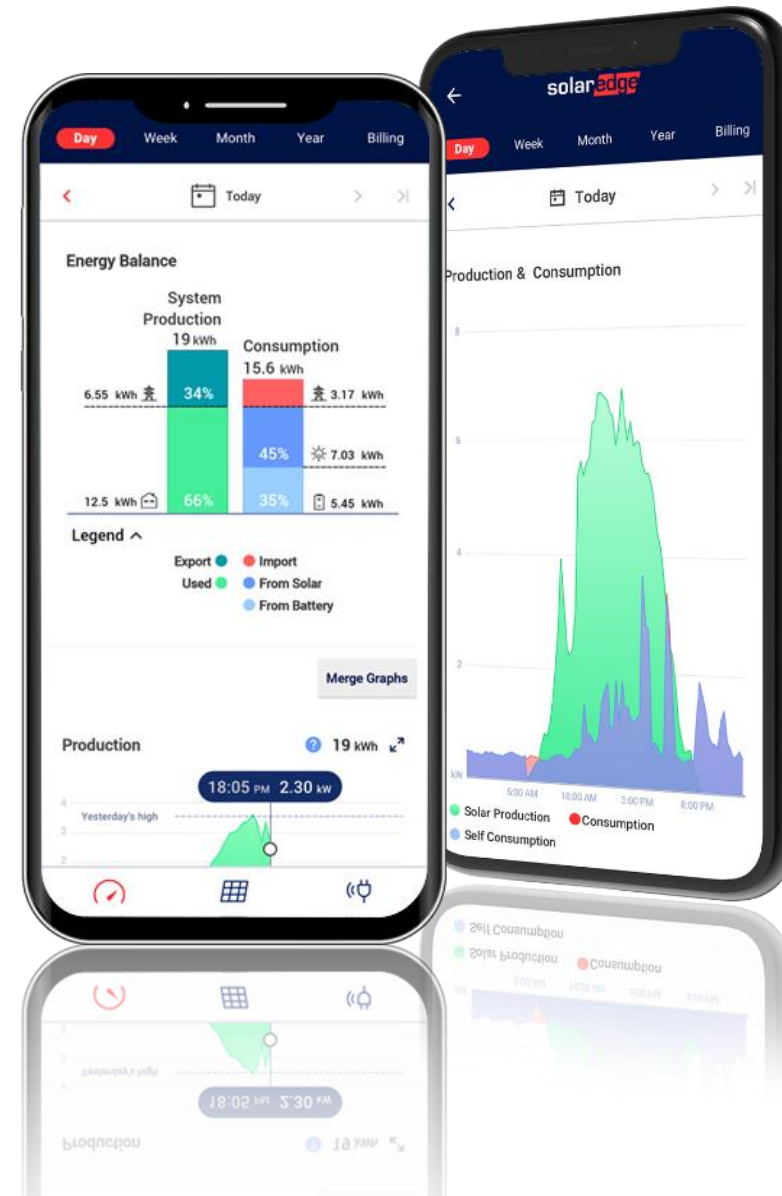 Day Week Month Year Billing
Today
Energy Balance
System
Production
19 kWh
Consumption
15.6 kWh
6.55 kWh 34% 3.17 kWh
45% 7.03 kWh
12.5 kWh 66% 35% 5.45 kWh
Legend
Export Import
Used From Solar
From Battery
Merge Graphs
Production ? 19 kWh
18:05 PM 2.30 kW
4
Yesterday's high
3
2
solaredge
Day Week Month Year Billing
Today
Production & Consumption
8
6
4
2
kW
5:00 AM 10:00 AM 3:00 PM 8:00 PM
Solar Production Consumption
Self Consumption